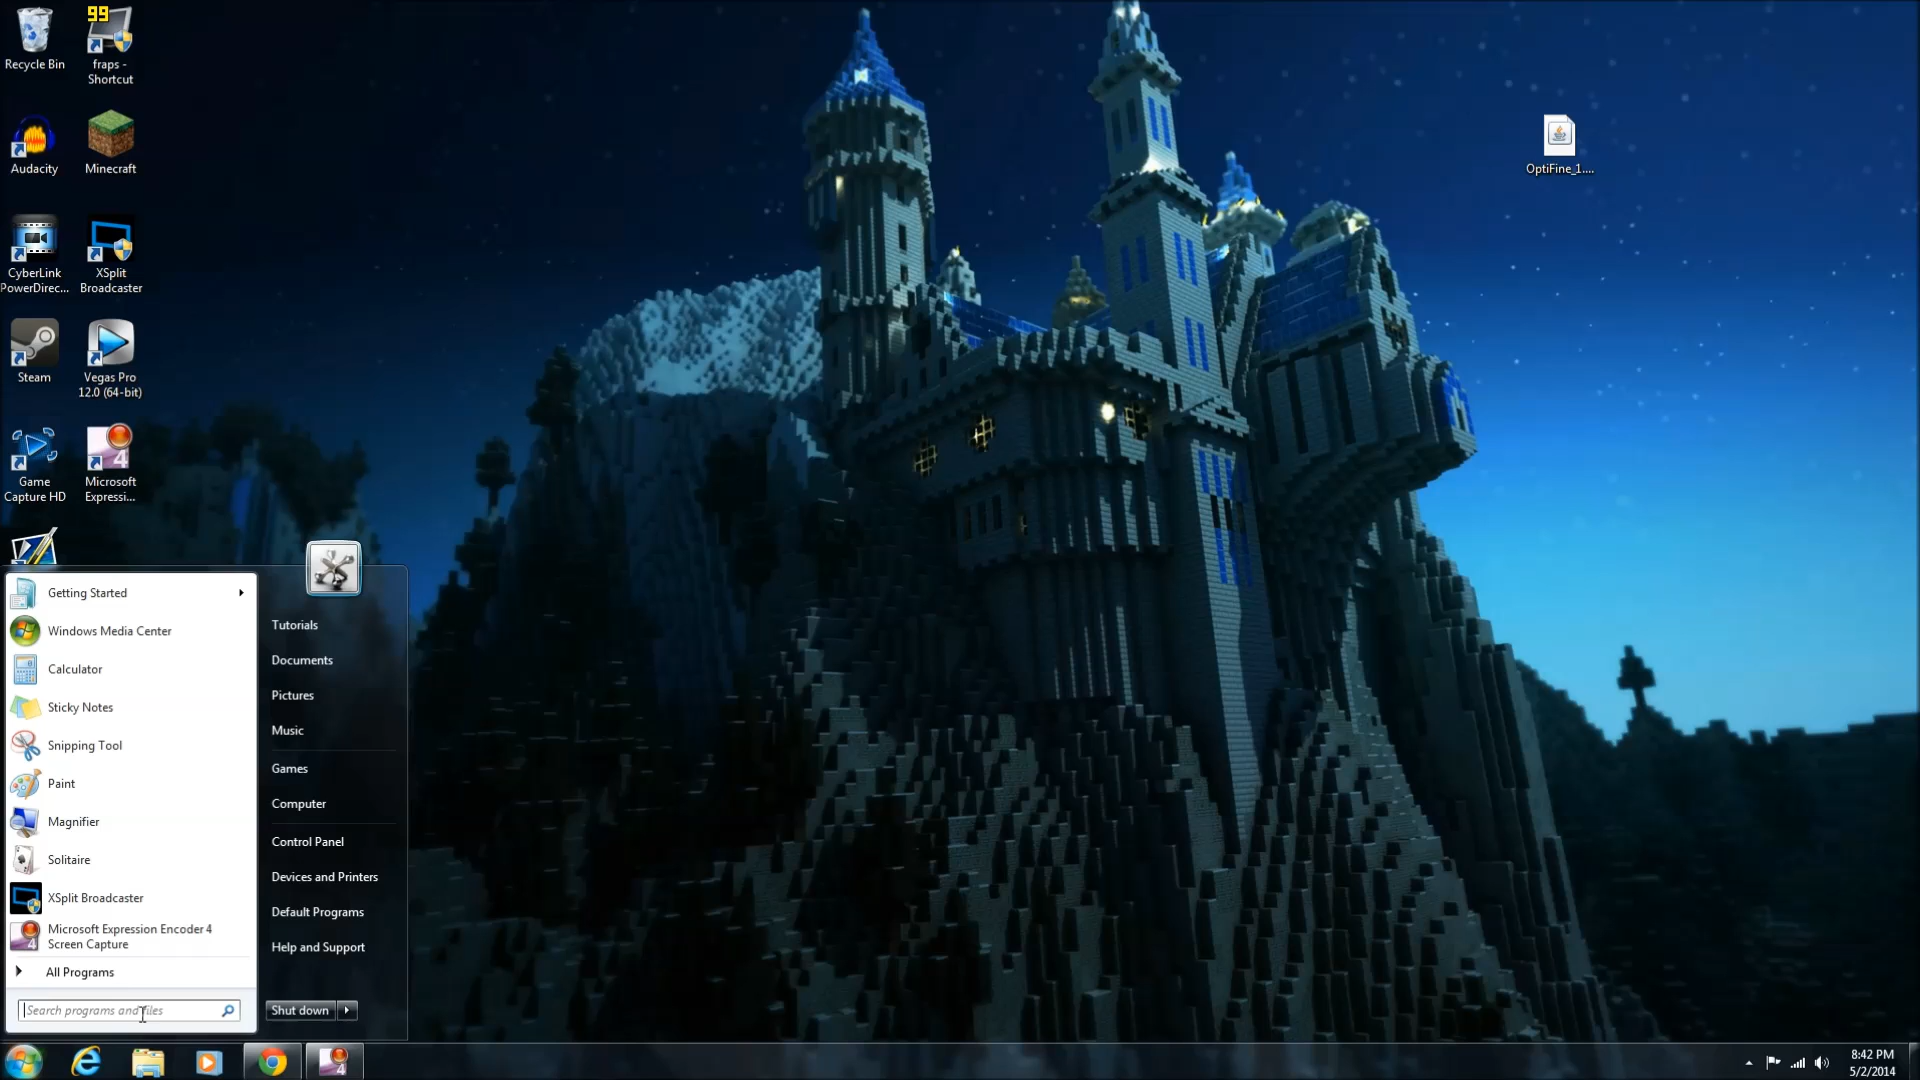 99
Recycle Bin
fraps -
Shortcut
Audacity
Minecraft
CyberLink
PowerDirec...
XSplit
Broadcaster
Steam
Vegas Pro
12.0 (64-bit)
Game
Capture HD
4
Microsoft
Expressi...
OptiFine_1....
Getting Started
Windows Media Center
Calculator
Sticky Notes
Snipping Tool
Paint
Magnifier
Solitaire
XSplit Broadcaster
4
Microsoft Expression Encoder 4
Screen Capture
All Programs
Search programs and files
Tutorials
Documents
Pictures
Music
Games
Computer
Control Panel
Devices and Printers
Default Programs
Help and Support
Shut down
4
8:42 PM
5/2/2014